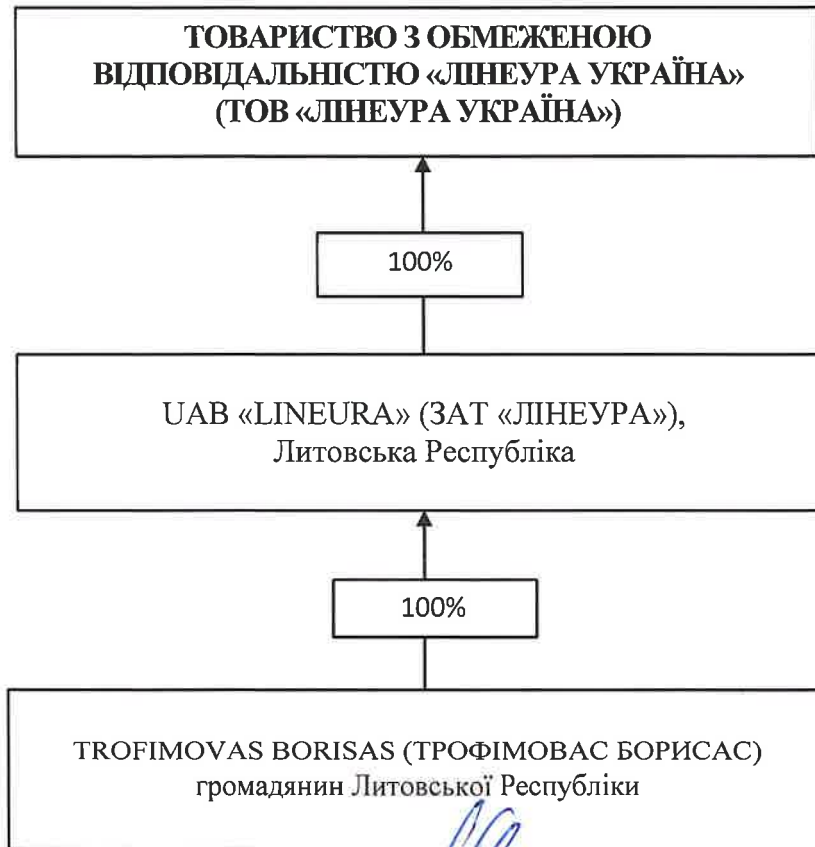 ТОВАРИСТВО З ОБМЕЖЕНОЮ
ВІДПОВІДАЛЬНІСТЮ «ЛІНЕУРА УКРАЇНА»
(ТОВ «ЛІНЕУРА УКРАЇНА»)
100%
UAB «LINEURA» (ЗАТ «ЛІНЕУРА»),
Литовська Республіка
100%
TROFIMOVAS BORISAS (ТРОФІМОВАС БОРИСАС)
громадянин Литовської Республіки